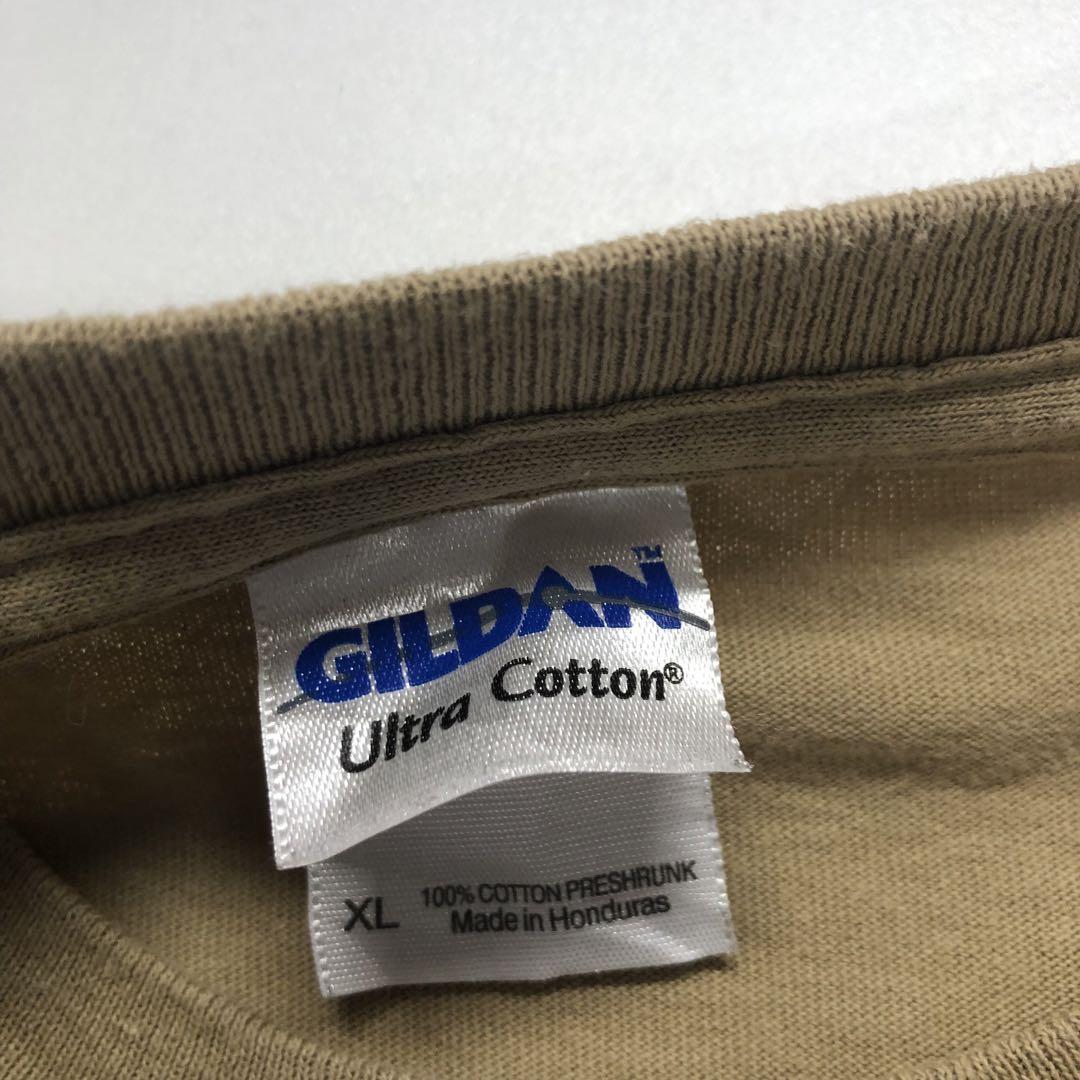 GILDAN™
Ultra Cotton®
XL 100% COTTON PRESHRUNK
Made in Honduras